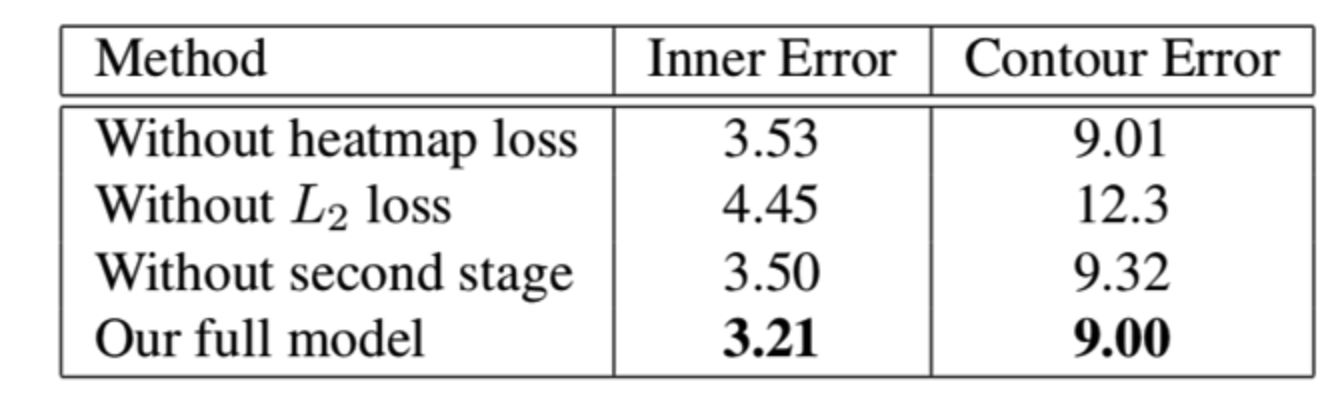 Method Inner Error Contour Error
Without heatmap loss 3.53 9.01
Without L₂ loss 4.45 12.3
Without second stage 3.50 9.32
Our full model 3.21 9.00